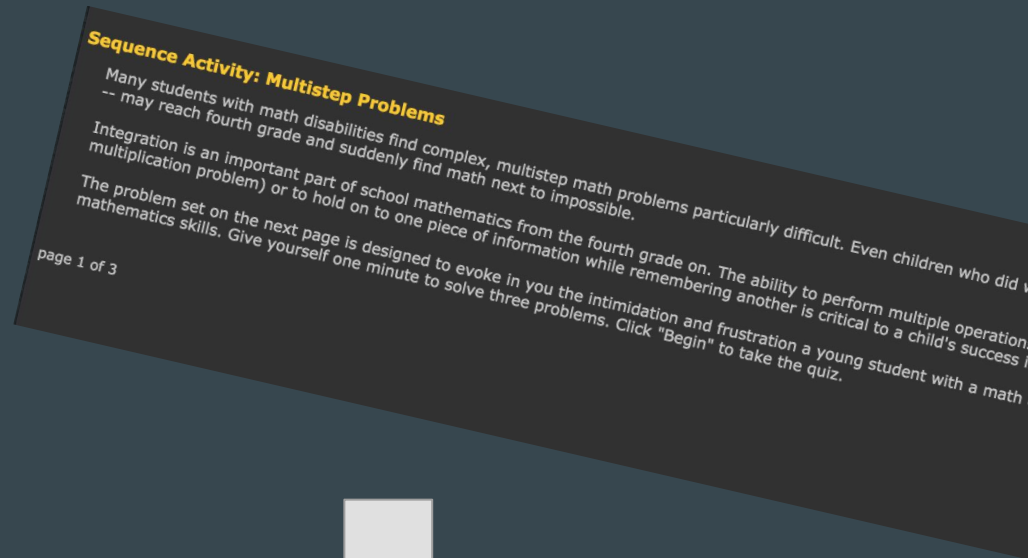 Sequence Activity: Multistep Problems
Many students with math disabilities find complex, multistep math problems particularly difficult. Even children who did
-- may reach fourth grade and suddenly find math next to impossible.
Integration is an important part of school mathematics from the fourth grade on. The ability to perform multiple operation
multiplication problem) or to hold on to one piece of information while remembering another is critical to a child's success
The problem set on the next page is designed to evoke in you the intimidation and frustration a young student with a math
mathematics skills. Give yourself one minute to solve three problems. Click "Begin" to take the quiz.
page 1 of 3